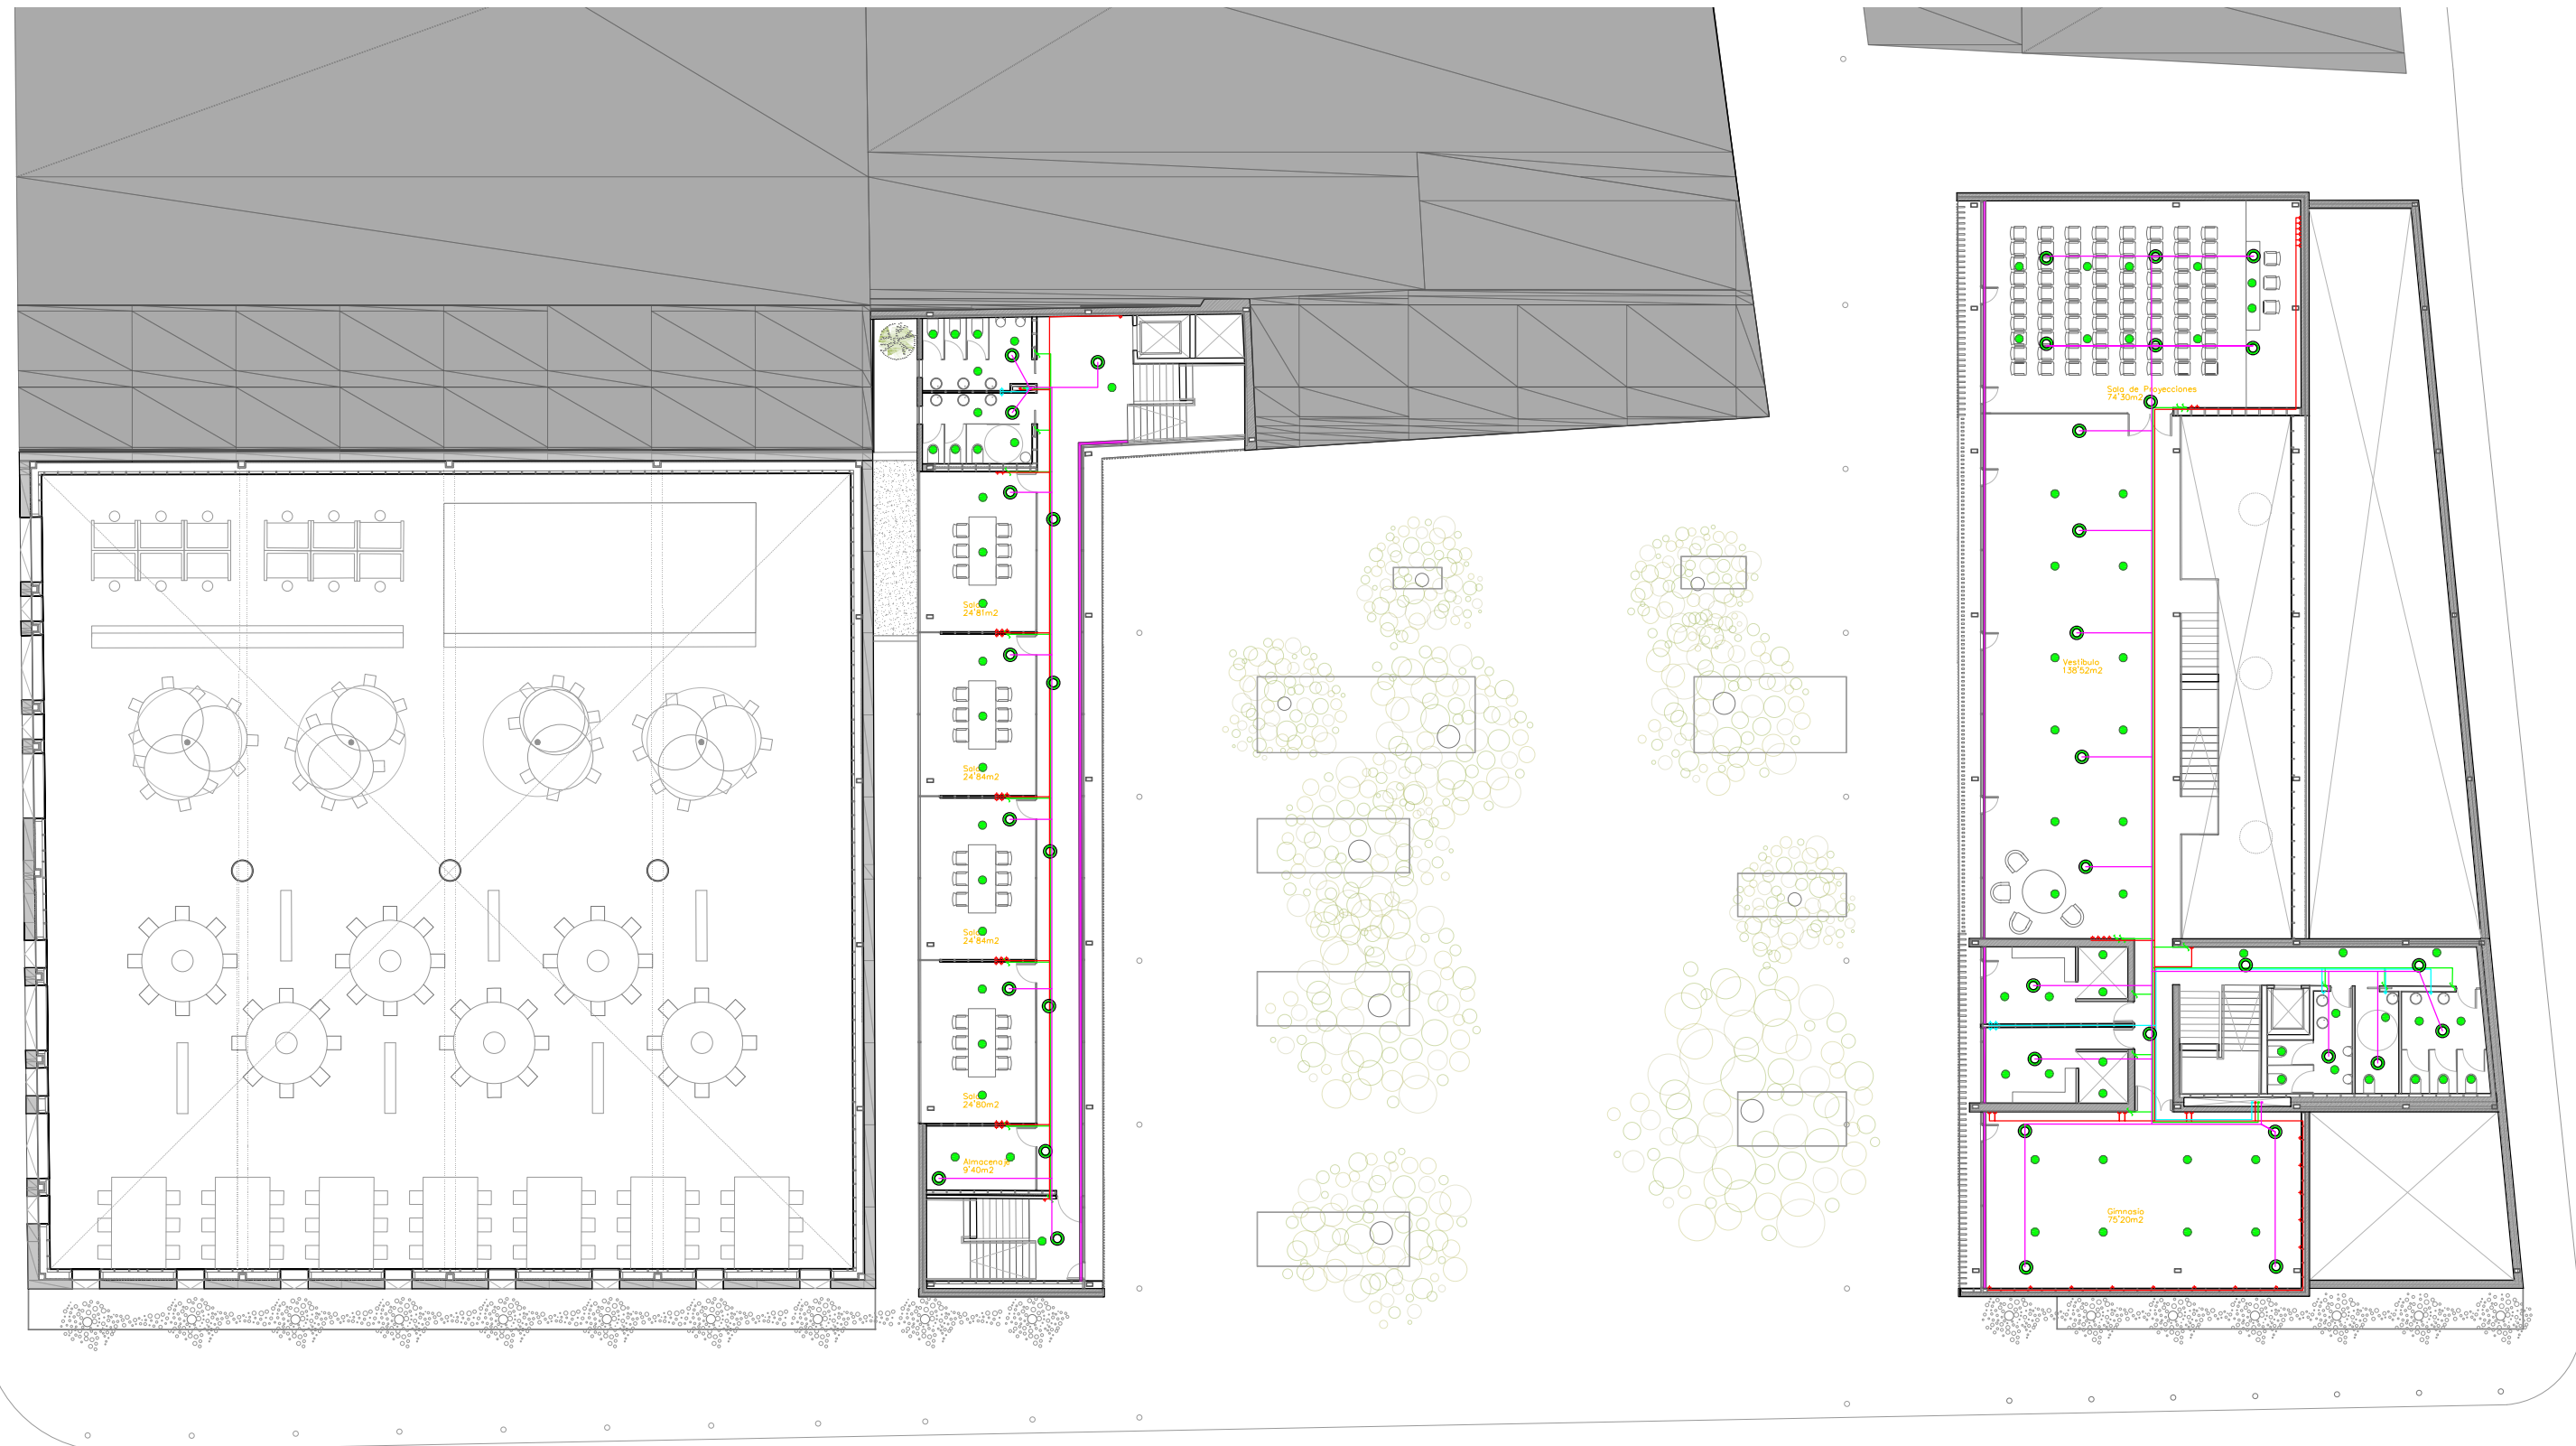 Sala de Proyecciones
74'30m2
Sala
24'81m2
Vestíbulo
138'52m2
Sala
24'84m2
Sala
24'84m2
Sala
24'80m2
Almacenaje
9'40m2
Gimnasio
75'20m2